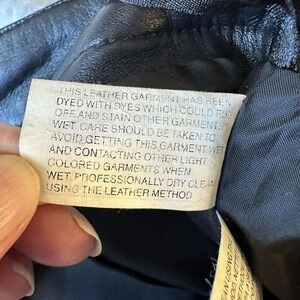 THIS LEATHER GARMENT HAS BEEN
DYED WITH DYES WHICH COULD RUB
OFF AND STAIN OTHER GARMENTS
WET. CARE SHOULD BE TAKEN TO
AVOID GETTING THIS GARMENT WET
AND CONTACTING OTHER LIGHT
COLORED GARMENTS WHEN
WET. PROFESSIONALLY DRY CLEAN
USING THE LEATHER METHOD